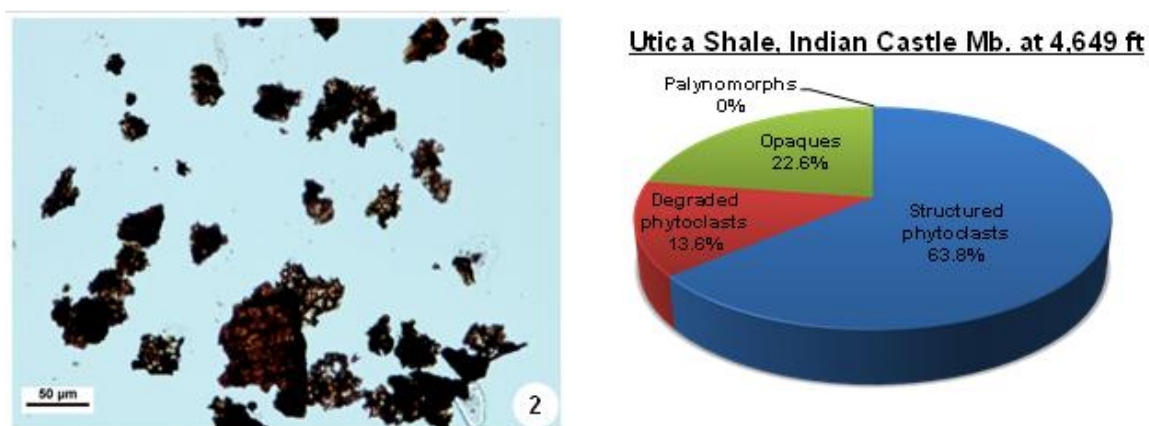 50 µm
2
Utica Shale, Indian Castle Mb. at 4,649 ft
Palynomorphs
0%
Opaques
22.6%
Degraded
phytoclasts
13.6%
Structured
phytoclasts
63.8%